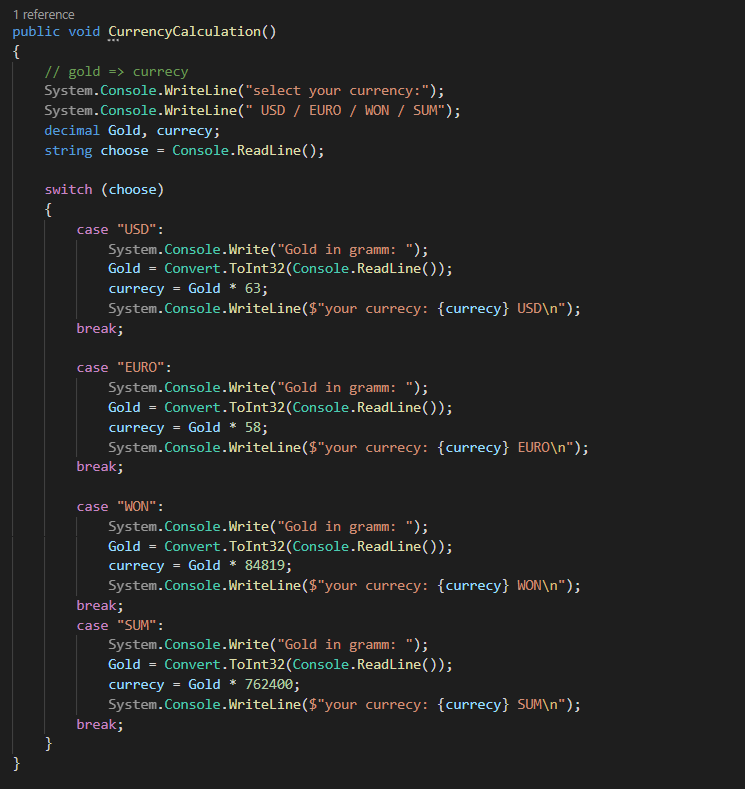 1 reference
public void CurrencyCalculation()
{
    // gold => currecy
    System.Console.WriteLine("select your currency:");
    System.Console.WriteLine(" USD / EURO / WON / SUM");
    decimal Gold, currecy;
    string choose = Console.ReadLine();

    switch (choose)
    {
        case "USD":
            System.Console.Write("Gold in gramm: ");
            Gold = Convert.ToInt32(Console.ReadLine());
            currecy = Gold * 63;
            System.Console.WriteLine($"your currecy: {currecy} USD\n");
        break;

        case "EURO":
            System.Console.Write("Gold in gramm: ");
            Gold = Convert.ToInt32(Console.ReadLine());
            currecy = Gold * 58;
            System.Console.WriteLine($"your currecy: {currecy} EURO\n");
        break;

        case "WON":
            System.Console.Write("Gold in gramm: ");
            Gold = Convert.ToInt32(Console.ReadLine());
            currecy = Gold * 84819;
            System.Console.WriteLine($"your currecy: {currecy} WON\n");
        break;
        case "SUM":
            System.Console.Write("Gold in gramm: ");
            Gold = Convert.ToInt32(Console.ReadLine());
            currecy = Gold * 762400;
            System.Console.WriteLine($"your currecy: {currecy} SUM\n");
        break;
    }
}